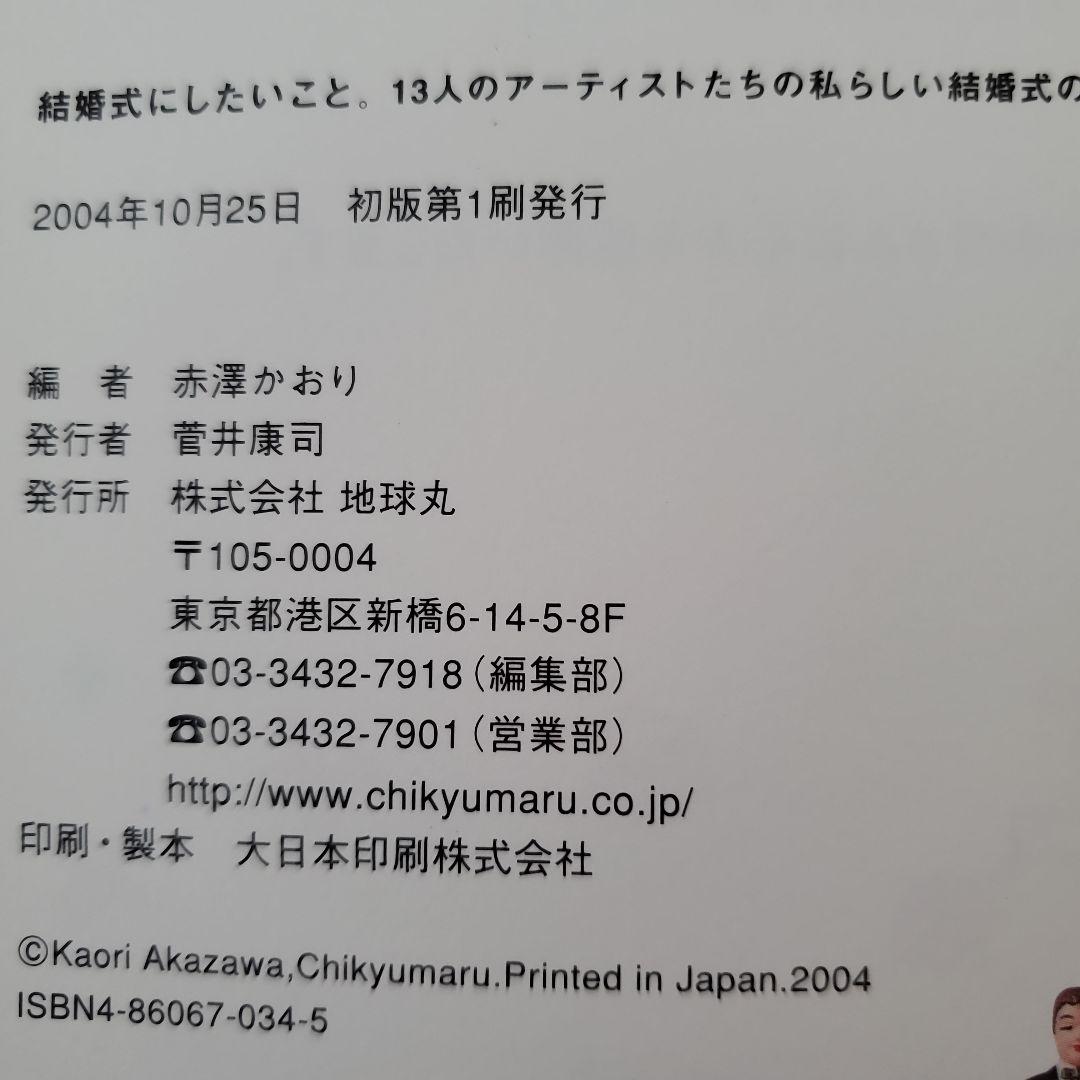 結婚式にしたいこと。13人のアーティストたちの私らしい結婚式の
2004年10月25日　初版第1刷発行
編　者　赤澤かおり
発行者　菅井康司
発行所　株式会社 地球丸
〒105-0004
東京都港区新橋6-14-5-8F
☎03-3432-7918（編集部）
☎03-3432-7901（営業部）
http://www.chikyumaru.co.jp/
印刷・製本　大日本印刷株式会社
©Kaori Akazawa,Chikyumaru.Printed in Japan.2004
ISBN4-86067-034-5